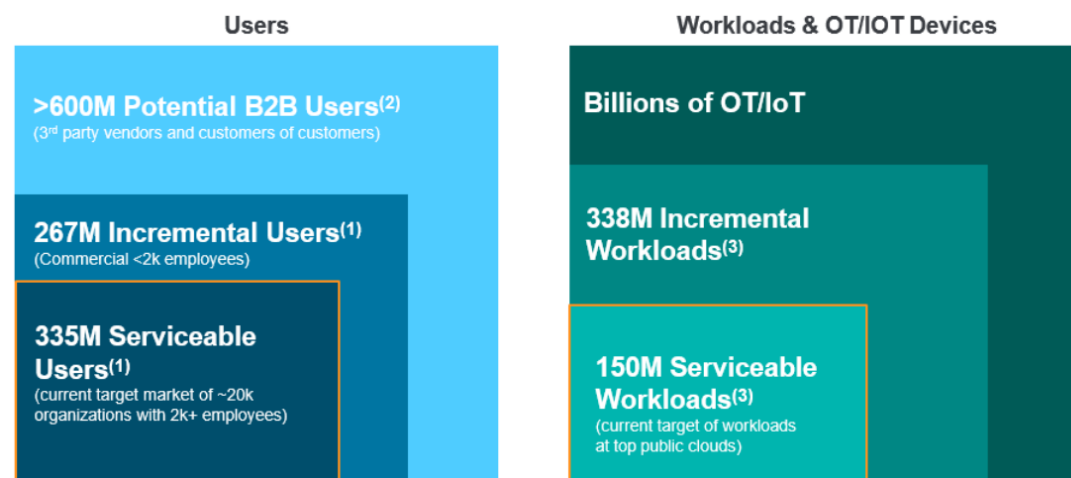 Users
>600M Potential B2B Users(2)
(3rd party vendors and customers of customers)
267M Incremental Users(1)
(Commercial <2k employees)
335M Serviceable
Users(1)
(current target market of ~20k
organizations with 2k+ employees)
Workloads & OT/IOT Devices
Billions of OT/IoT
338M Incremental
Workloads(3)
150M Serviceable
Workloads(3)
(current target of workloads
at top public clouds)